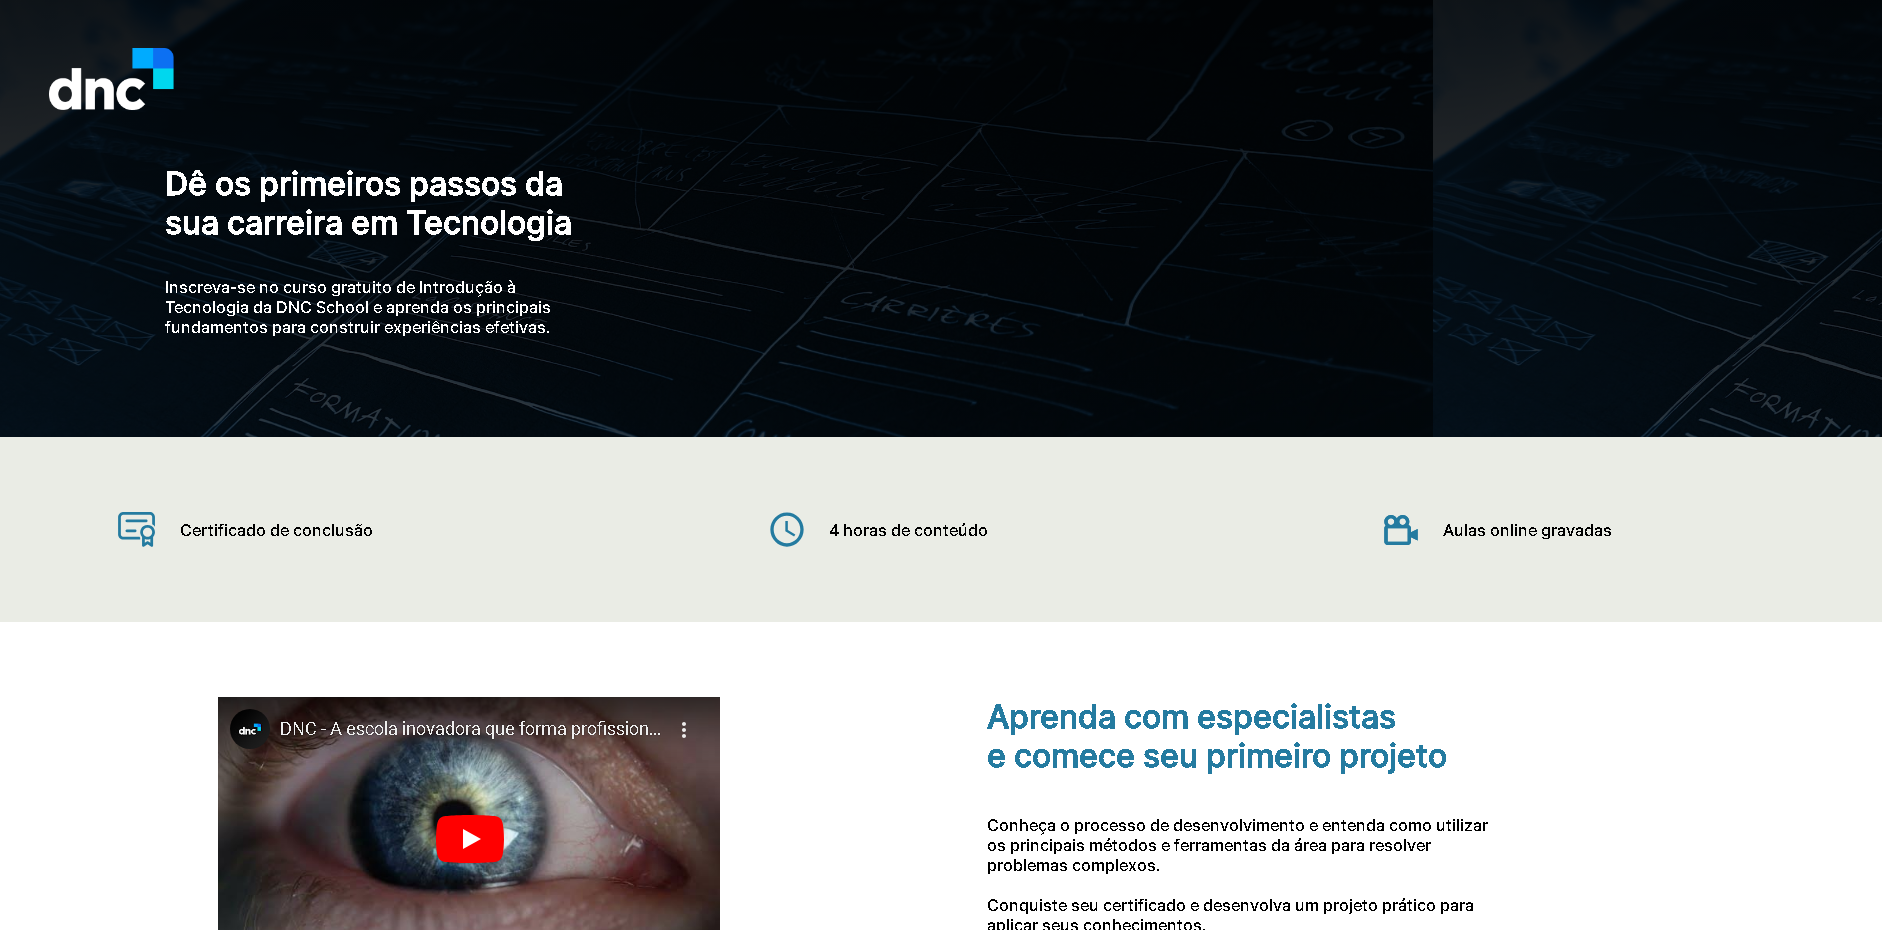 dnc
Dê os primeiros passos da
sua carreira em Tecnologia
Inscreva-se no curso gratuito de Introdução à
Tecnologia da DNC School e aprenda os principais
fundamentos para construir experiências efetivas.
CARRIÈRES
FORMATION
FORMATION
Certificado de conclusão
4 horas de conteúdo
Aulas online gravadas
dnc
DNC - A escola inovadora que forma profission...
Aprenda com especialistas
e comece seu primeiro projeto
Conheça o processo de desenvolvimento e entenda como utilizar
os principais métodos e ferramentas da área para resolver
problemas complexos.
Conquiste seu certificado e desenvolva um projeto prático para
aplicar seus conhecimentos.